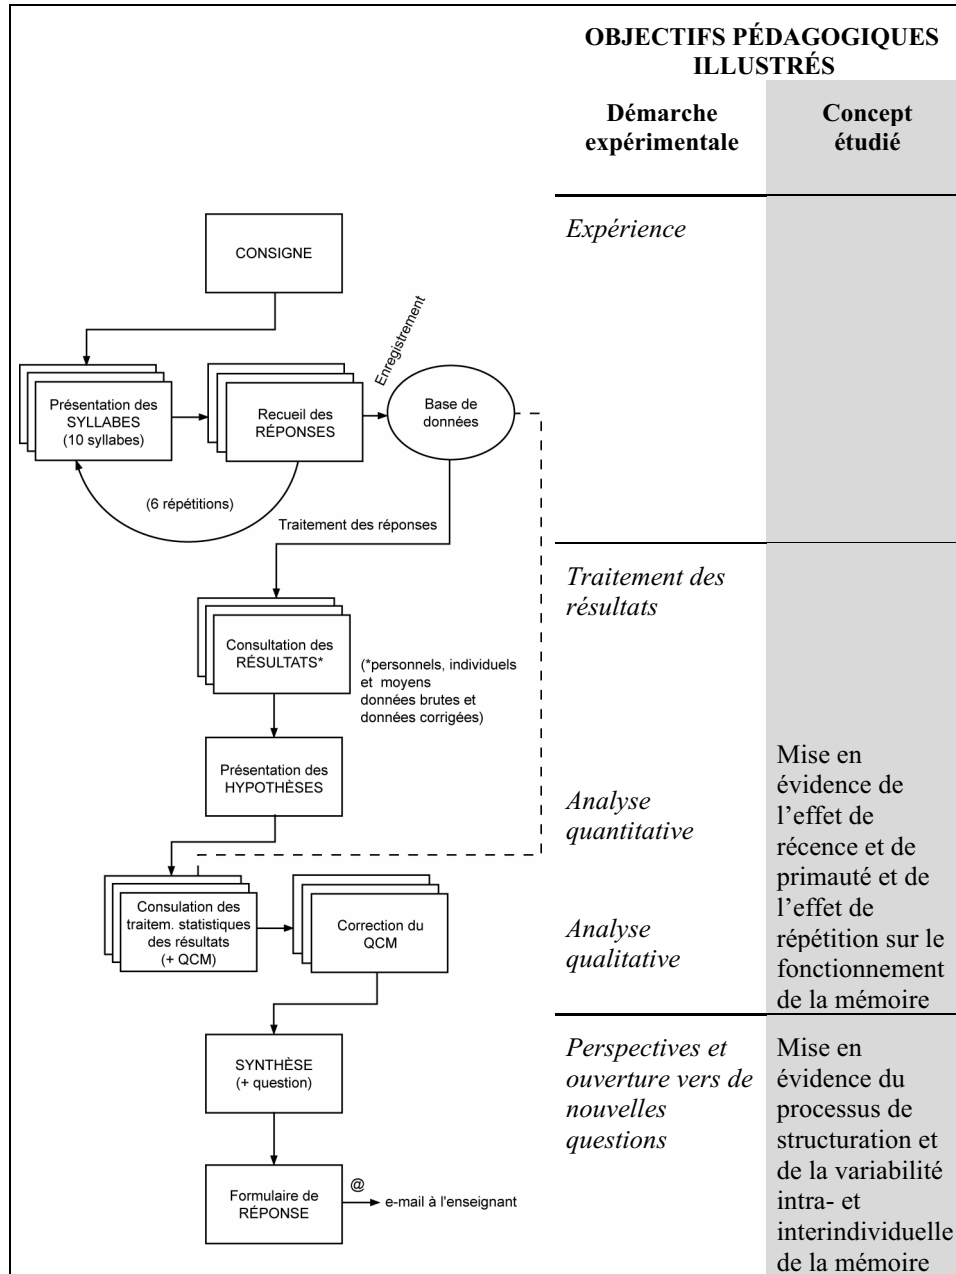 OBJECTIFS PÉDAGOGIQUES
ILLUSTRÉS
Démarche
expérimentale
Concept
étudié
Expérience
CONSIGNE
Enregistrement
Présentation des
SYLLABES
(10 syllabes)
Recueil des
RÉPONSES
Base de
données
(6 répétitions)
Traitement des réponses
Traitement des
résultats
Consultation des
RÉSULTATS*
(*personnels, individuels
et moyens
données brutes et
données corrigées)
Présentation des
HYPOTHÈSES
Analyse
quantitative
Analyse
qualitative
Mise en
évidence de
l’effet de
récence et de
primauté et de
l’effet de
répétition sur le
fonctionnement
de la mémoire
Consulation des
traitem. statistiques
des résultats
(+ QCM)
Correction du
QCM
SYNTHÈSE
(+ question)
Perspectives et
ouverture vers de
nouvelles
questions
Mise en
évidence du
processus de
structuration et
de la variabilité
intra- et
interindividuelle
de la mémoire
Formulaire de
RÉPONSE
@
e-mail à l'enseignant